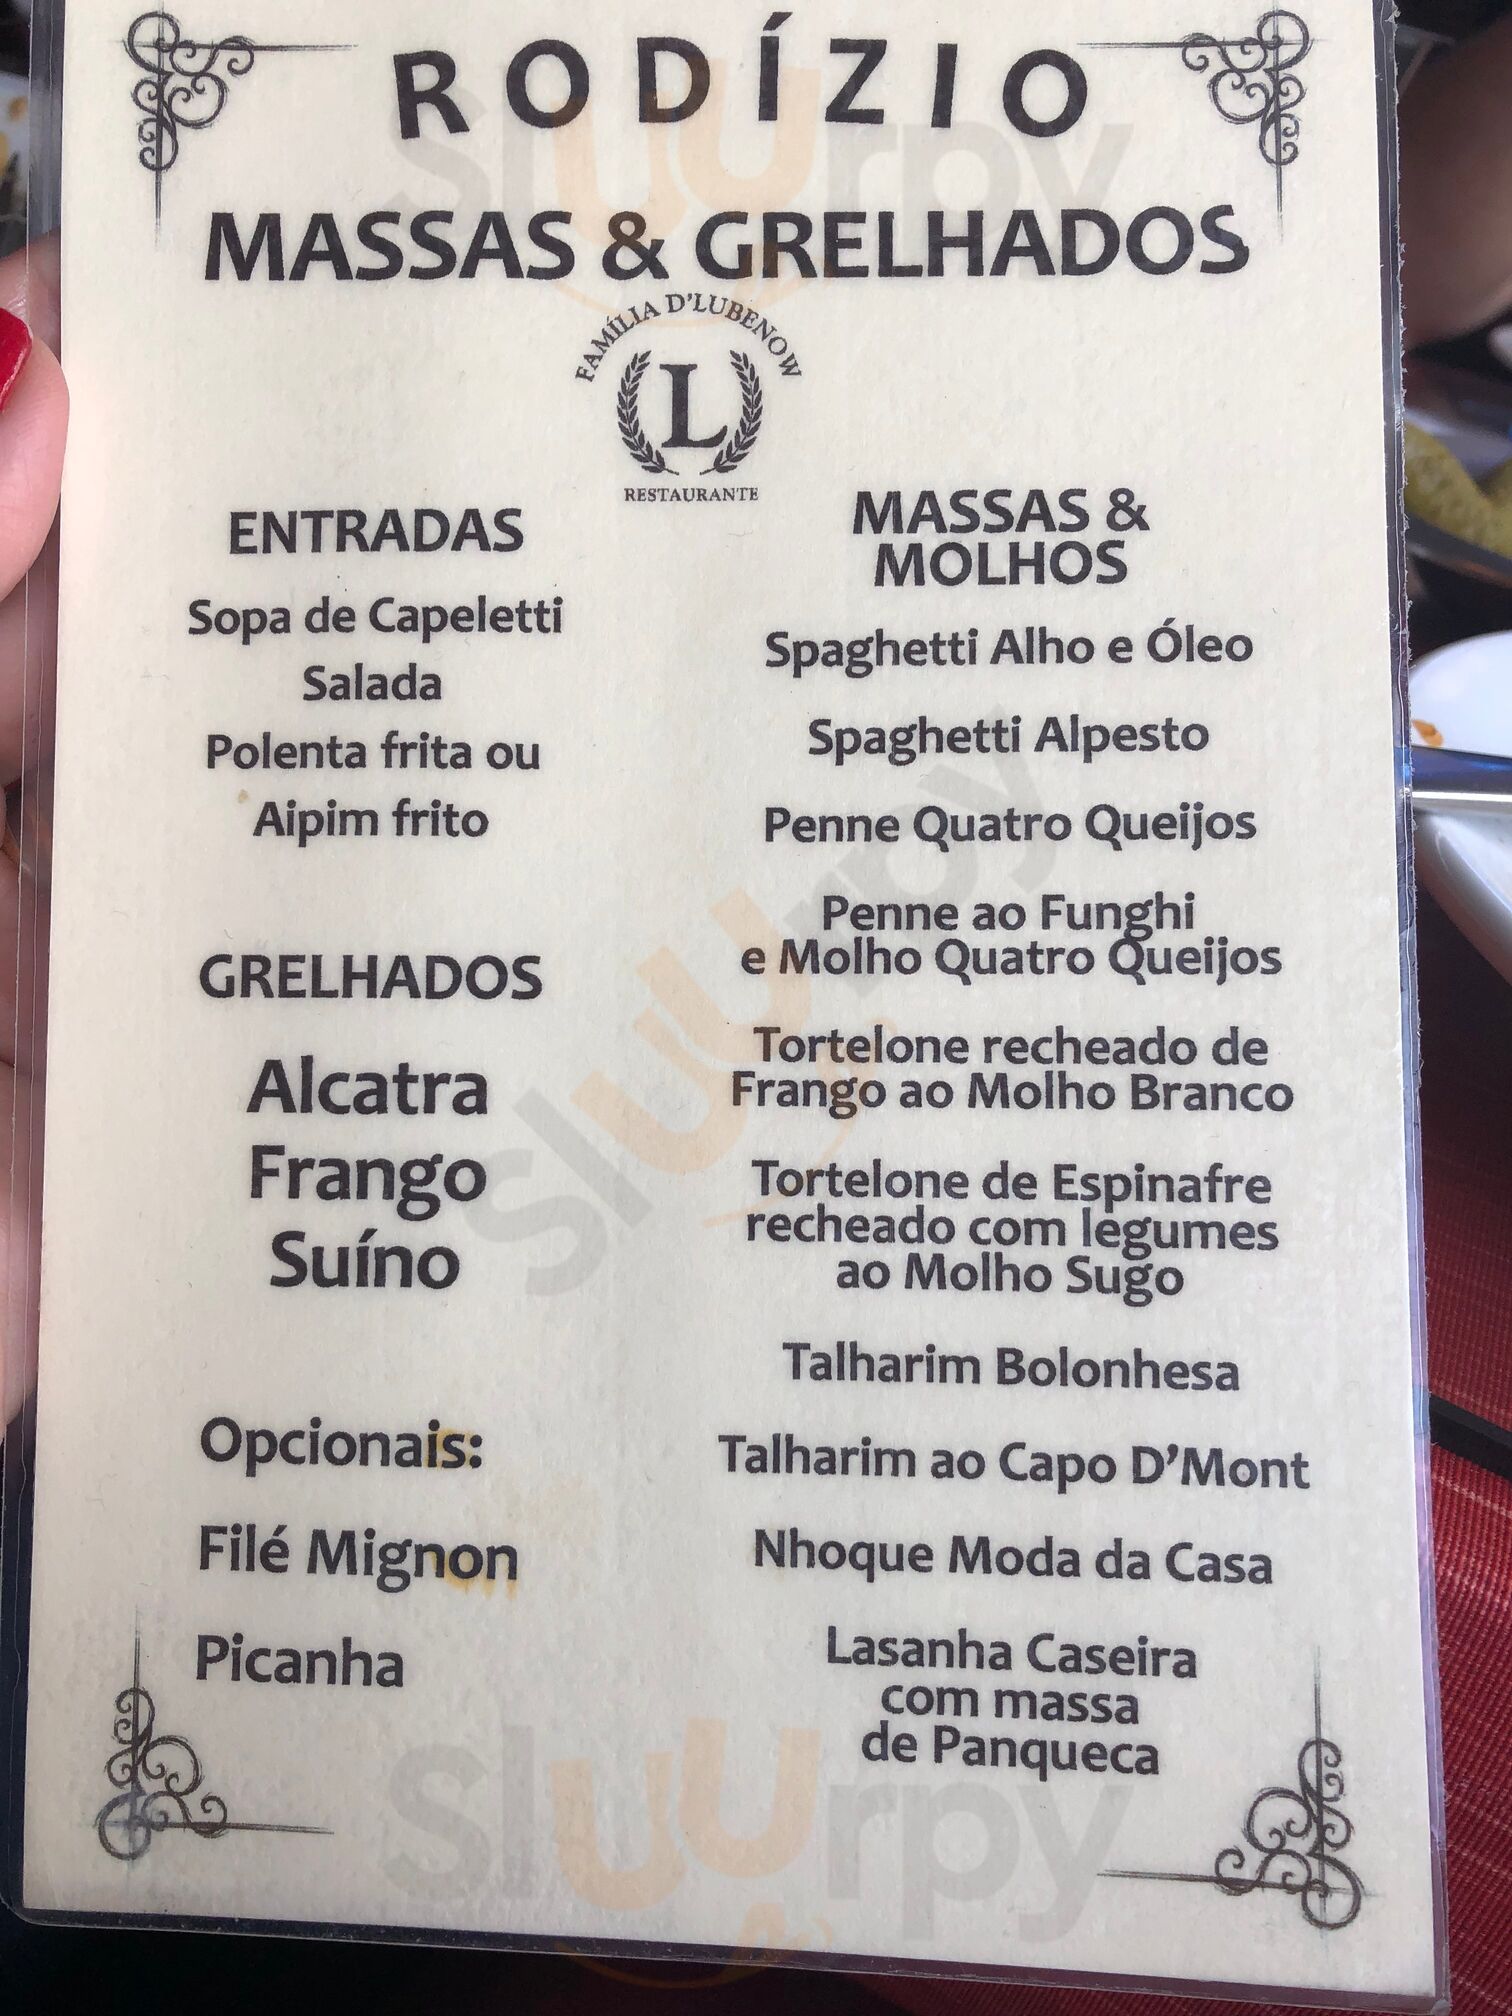 RODÍZIO
MASSAS & GRELHADOS
FAMÍLIA D'LUBENOW
L
RESTAURANTE
ENTRADAS
Sopa de Capeletti
Salada
Polenta frita ou
Aipim frito
GRELHADOS
Alcatra
Frango
Suíno
Opcionais:
Filé Mignon
Picanha
MASSAS &
MOLHOS
Spaghetti Alho e Óleo
Spaghetti Alpesto
Penne Quatro Queijos
Penne ao Funghi
e Molho Quatro Queijos
Tortelone recheado de
Frango ao Molho Branco
Tortelone de Espinafre
recheado com legumes
ao Molho Sugo
Talharim Bolonhesa
Talharim ao Capo D'Mont
Nhoque Moda da Casa
Lasanha Caseira
com massa
de Panqueca
sluurpy
sluurpy
sluurpy